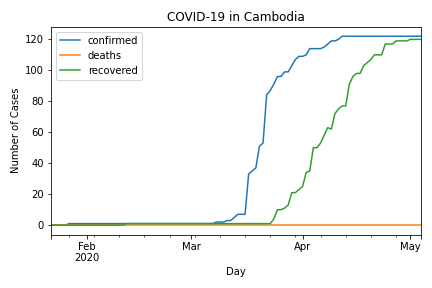 COVID-19 in Cambodia
confirmed
deaths
recovered
Number of Cases
120
100
80
60
40
20
0
Feb
2020
Mar
Apr
May
Day